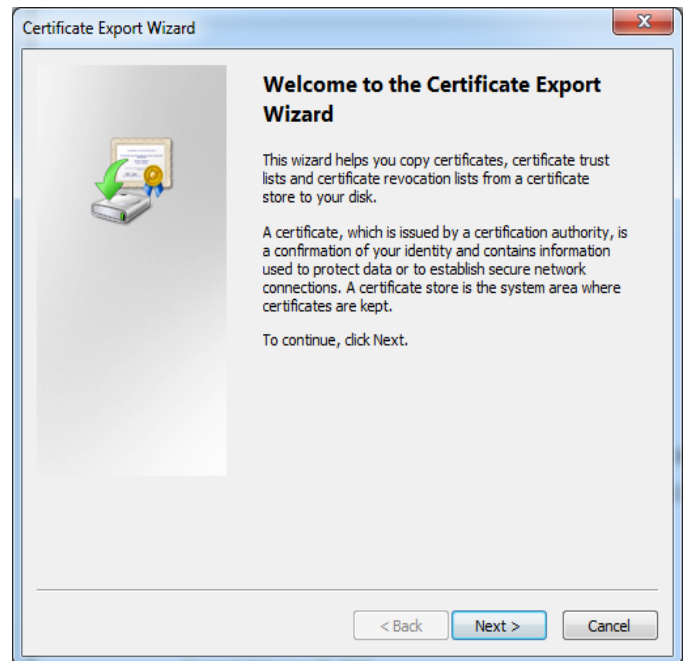 Certificate Export Wizard
Welcome to the Certificate Export
Wizard
This wizard helps you copy certificates, certificate trust
lists and certificate revocation lists from a certificate
store to your disk.
A certificate, which is issued by a certification authority, is
a confirmation of your identity and contains information
used to protect data or to establish secure network
connections. A certificate store is the system area where
certificates are kept.
To continue, click Next.
< Back
Next >
Cancel